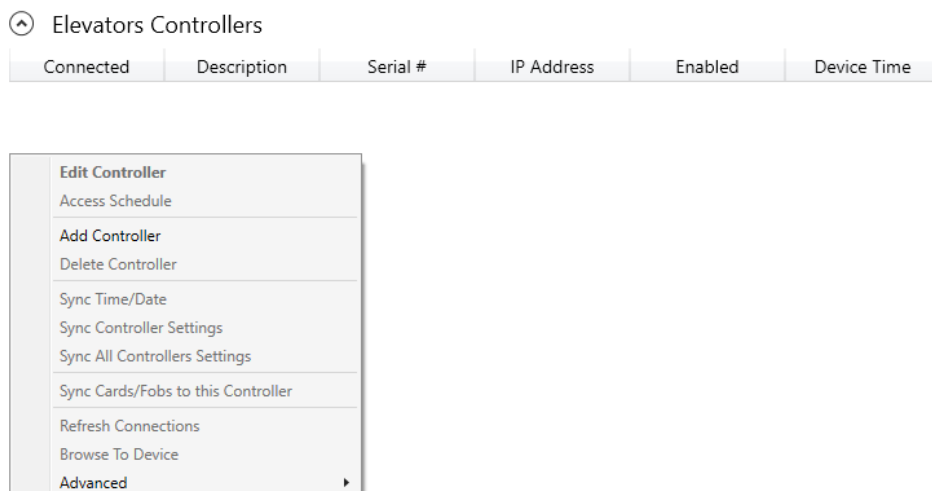 Elevators Controllers
Connected Description Serial # IP Address Enabled Device Time
Edit Controller
Access Schedule
Add Controller
Delete Controller
Sync Time/Date
Sync Controller Settings
Sync All Controllers Settings
Sync Cards/Fobs to this Controller
Refresh Connections
Browse To Device
Advanced